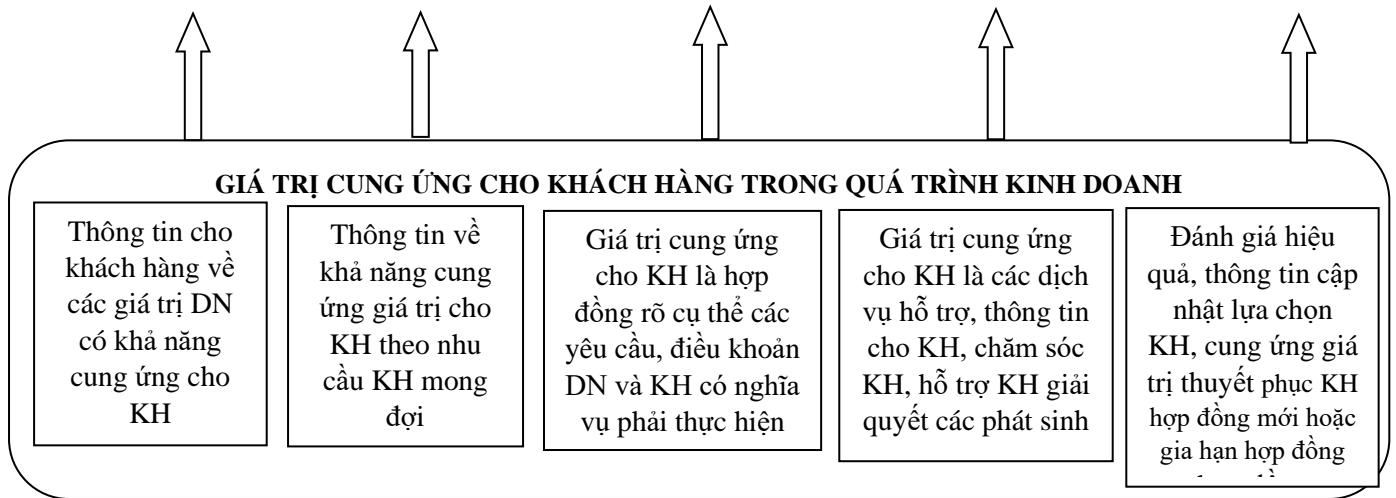 GIÁ TRỊ CUNG ỨNG CHO KHÁCH HÀNG TRONG QUÁ TRÌNH KINH DOANH
Thông tin cho
khách hàng về
các giá trị DN
có khả năng
cung ứng cho
KH
Thông tin về
khả năng cung
ứng giá trị cho
KH theo nhu
cầu KH mong
đợi
Giá trị cung ứng
cho KH là hợp
đồng rõ cụ thể các
yêu cầu, điều khoản
DN và KH có nghĩa
vụ phải thực hiện
Giá trị cung ứng
cho KH là các dịch
vụ hỗ trợ, thông tin
cho KH, chăm sóc
KH, hỗ trợ KH giải
quyết các phát sinh
Đánh giá hiệu
quả, thông tin cập
nhật lựa chọn
KH, cung ứng giá
trị thuyết phục KH
hợp đồng mới hoặc
gia hạn hợp đồng